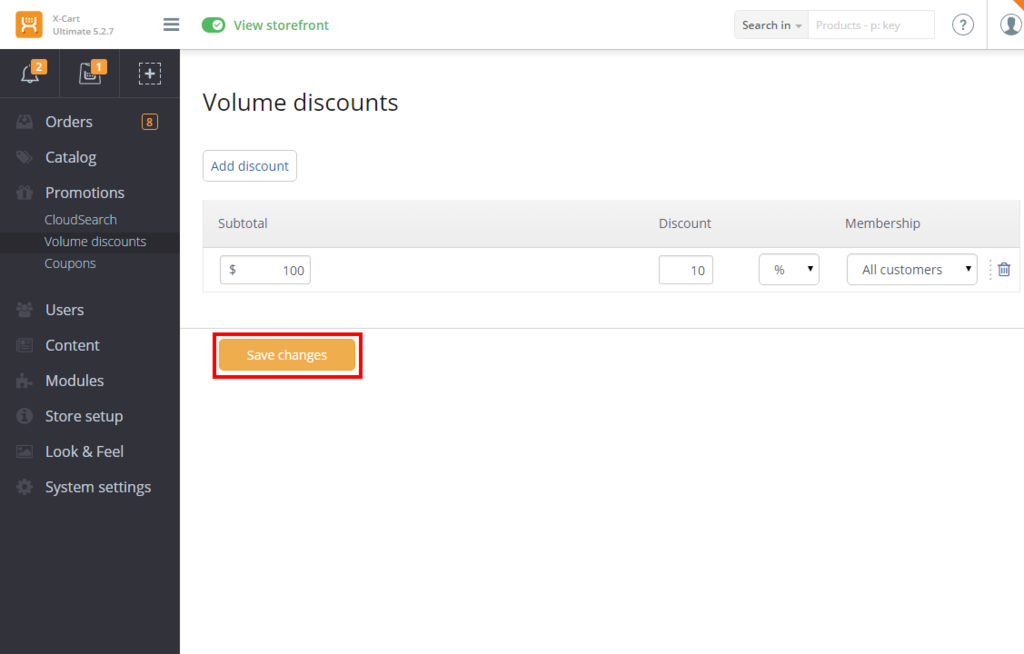 X-Cart
Ultimate 5.2.7
View storefront
Search in
Products - p: key
?
2
1
Orders
8
Catalog
Promotions
CloudSearch
Volume discounts
Coupons
Users
Content
Modules
Store setup
Look & Feel
System settings
Volume discounts
Add discount
Subtotal Discount Membership
$ 100 10 % All customers
Save changes